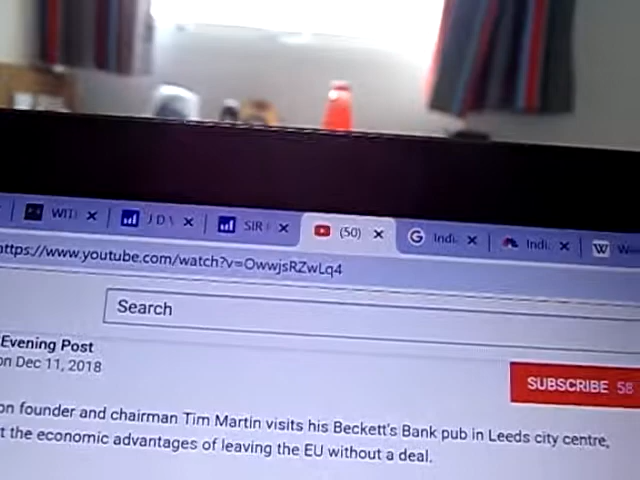 WIT
J D
SIR
(50)
Indi
Indi
W
https://www.youtube.com/watch?v=OwwjsRZwLq4
Search
Evening Post
on Dec 11, 2018
SUBSCRIBE 58
on founder and chairman Tim Martin visits his Beckett's Bank pub in Leeds city centre,
t the economic advantages of leaving the EU without a deal.